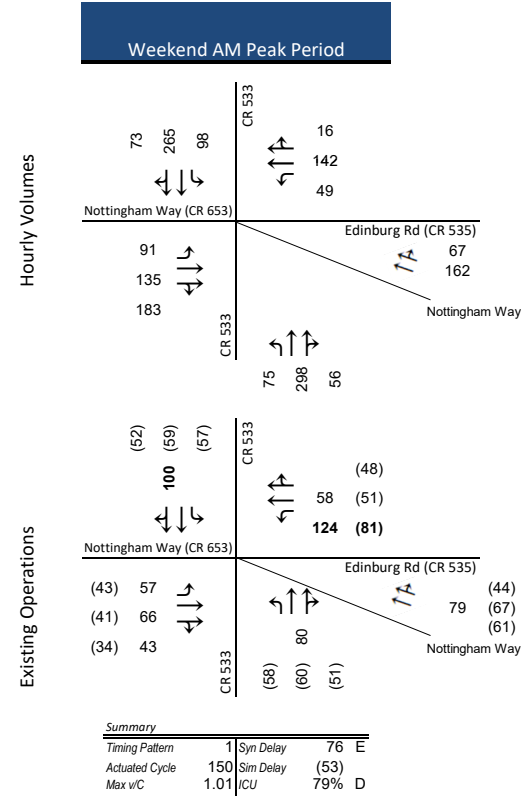 Weekend AM Peak Period
Hourly Volumes
CR 533
73 265 98
16
142
49
Nottingham Way (CR 653)
Edinburg Rd (CR 535)
91
135
183
67
162
Nottingham Way
CR 533
75 298 56
Existing Operations
CR 533
(52) (59) (57)
100
(48)
58 (51)
124 (81)
Nottingham Way (CR 653)
Edinburg Rd (CR 535)
(43) 57
(41) 66
(34) 43
(44)
79 (67)
(61)
Nottingham Way
CR 533
80
(58) (60) (51)
Summary
Timing Pattern 1 Syn Delay 76 E
Actuated Cycle 150 Sim Delay (53)
Max v/C 1.01 ICU 79% D